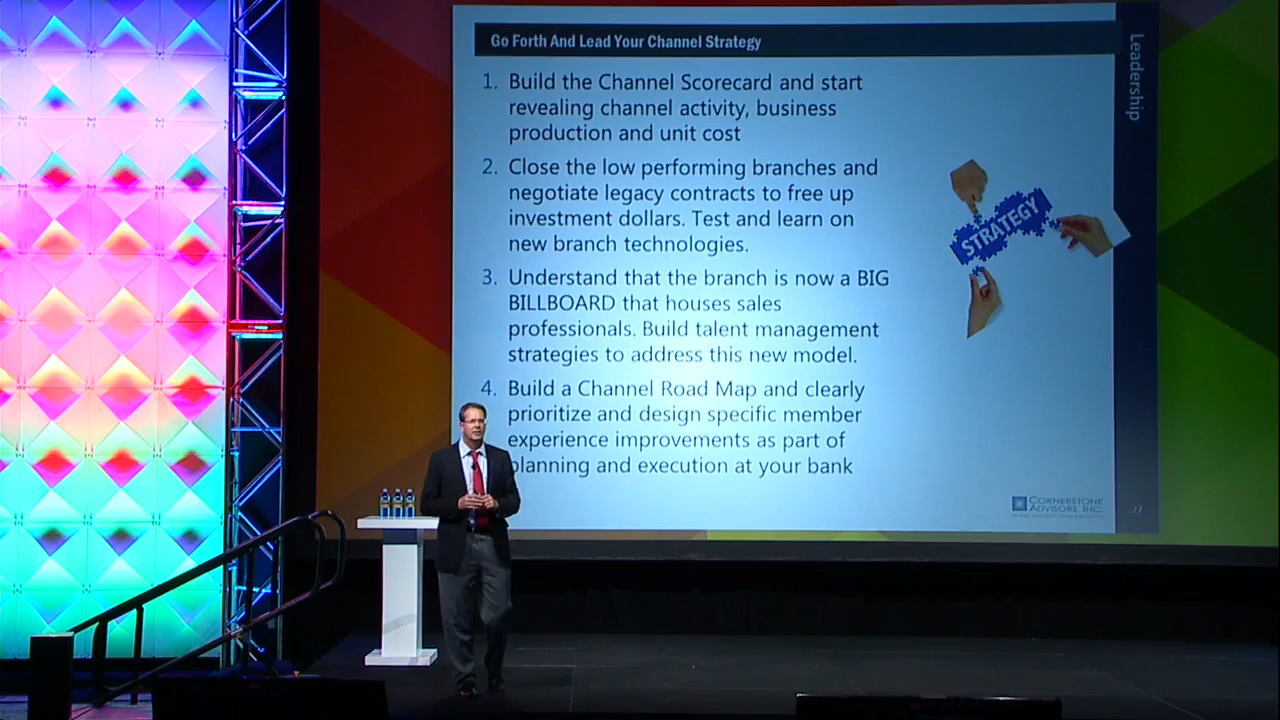 Go Forth And Lead Your Channel Strategy
Leadership
1. Build the Channel Scorecard and start
revealing channel activity, business
production and unit cost
2. Close the low performing branches and
negotiate legacy contracts to free up
investment dollars. Test and learn on
new branch technologies.
3. Understand that the branch is now a BIG
BILLBOARD that houses sales
professionals. Build talent management
strategies to address this new model.
4. Build a Channel Road Map and clearly
prioritize and design specific member
experience improvements as part of
planning and execution at your bank
STRATEGY
CORNERSTONE
ADVISORS, INC.